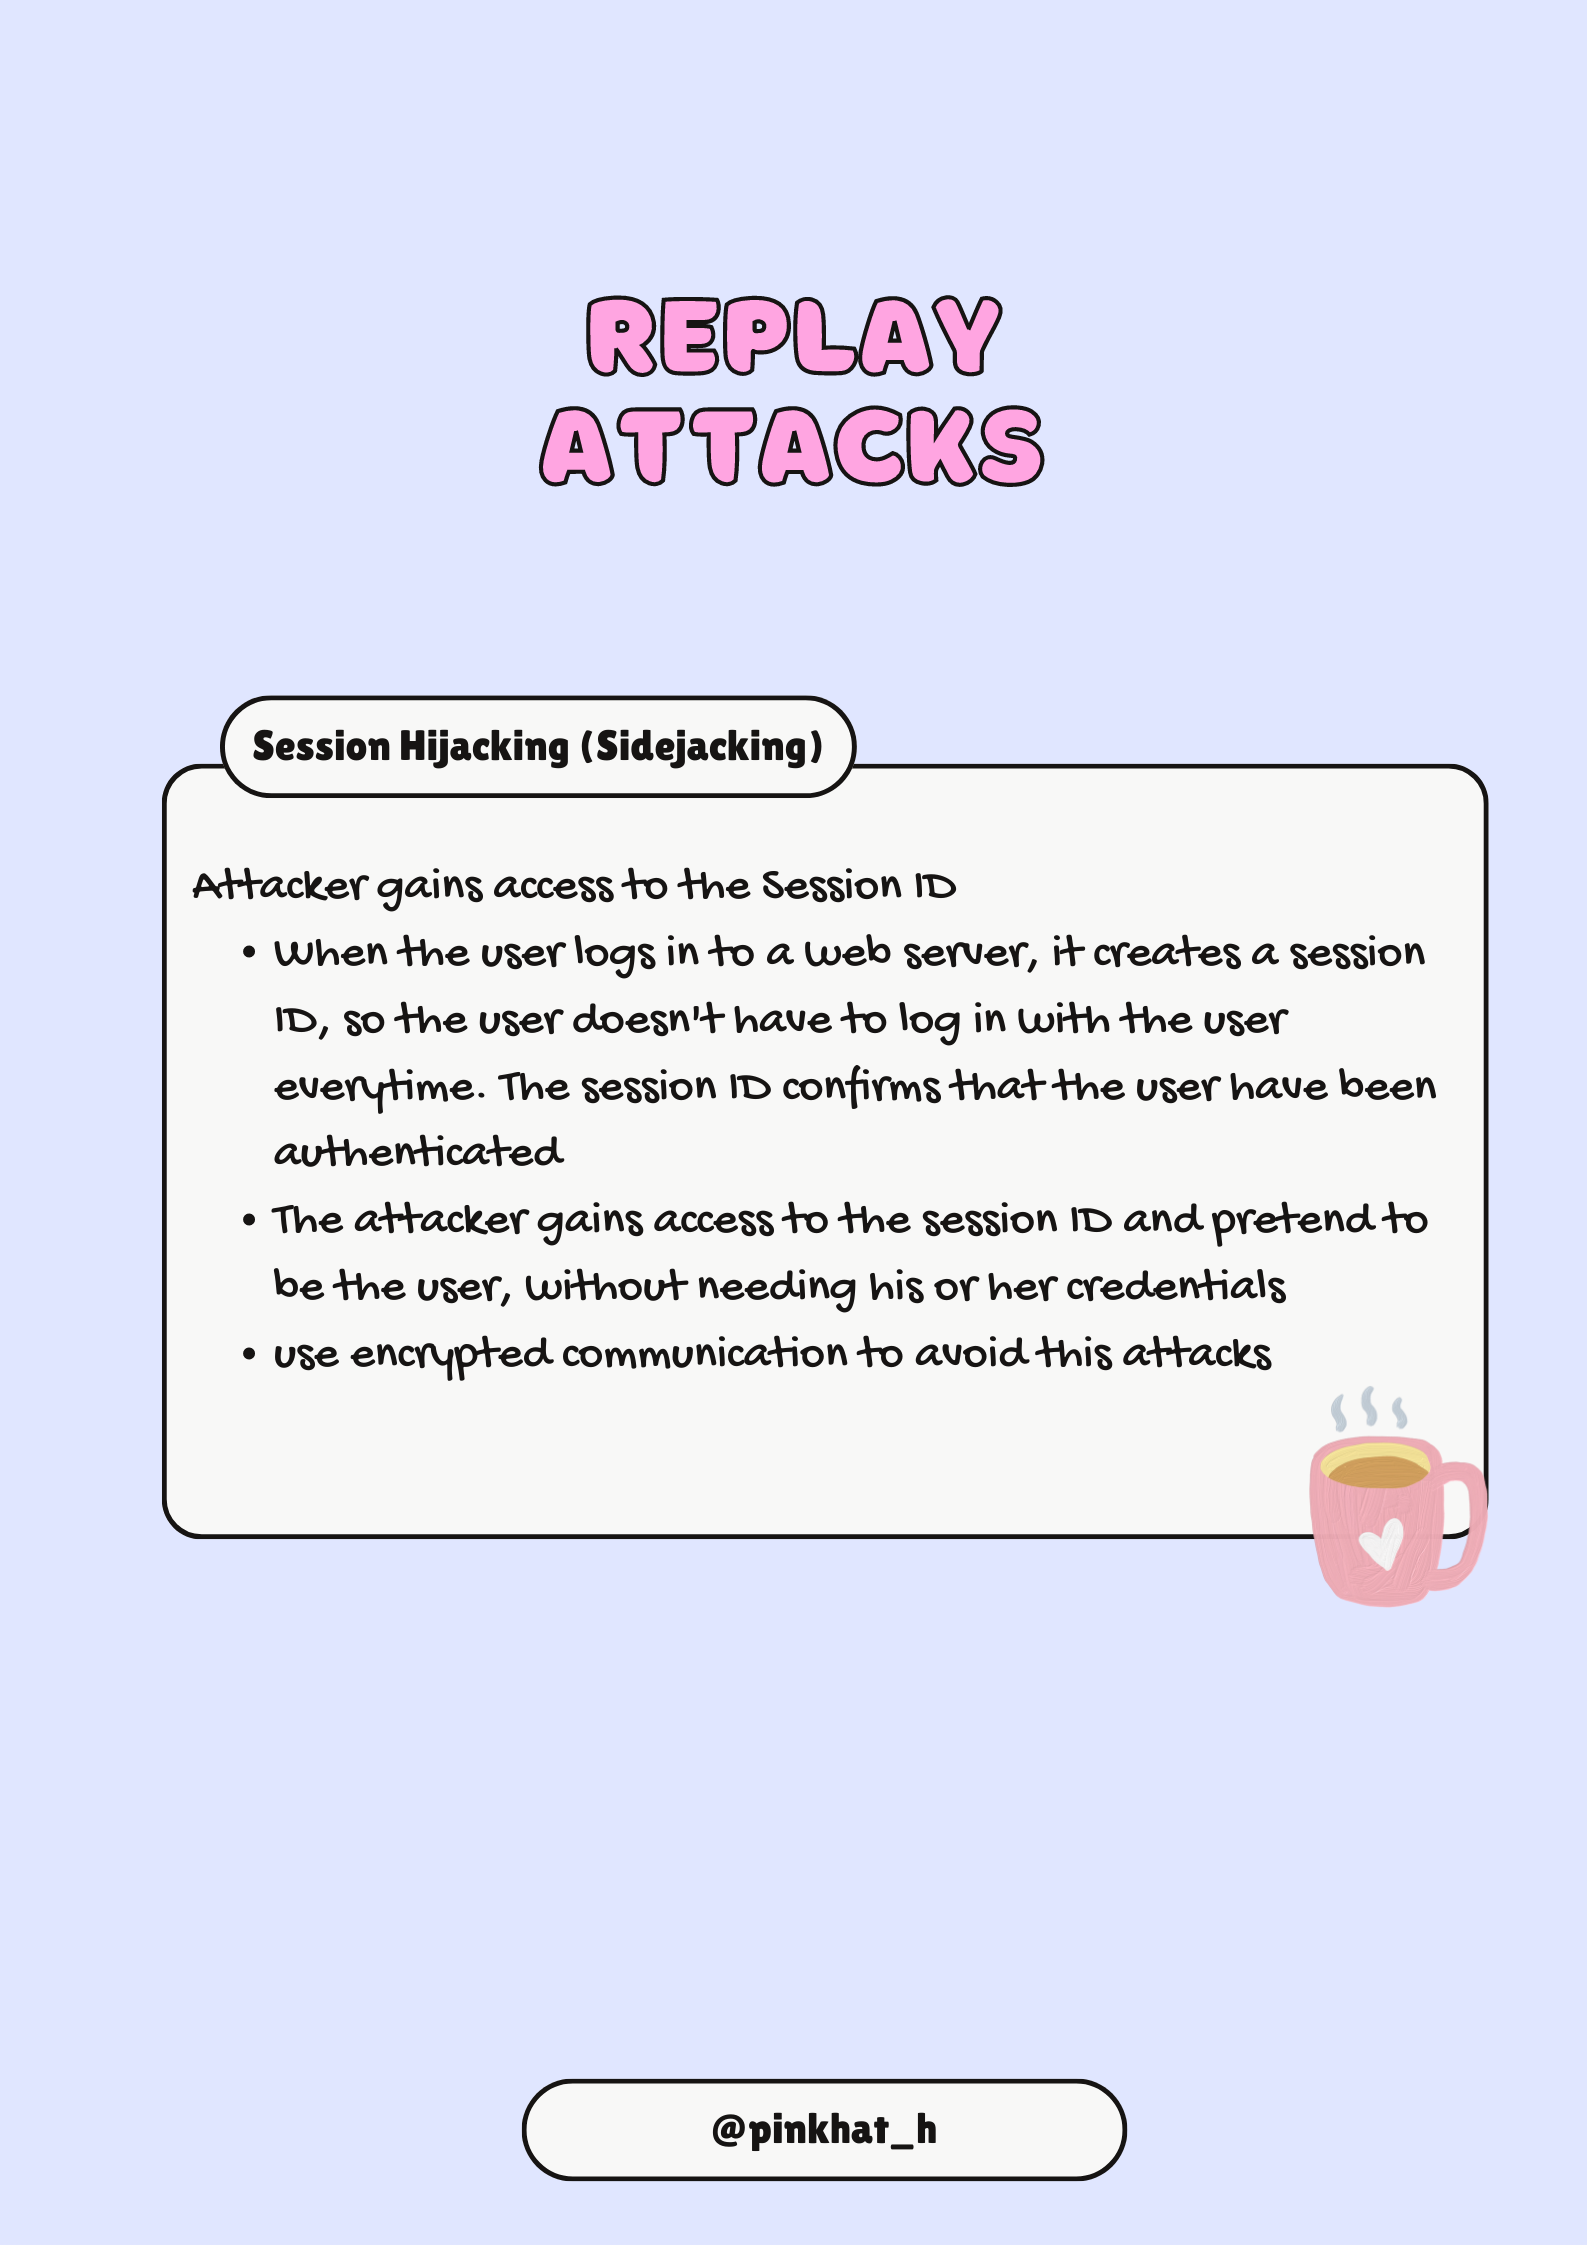 REPLAY
ATTACKS
Session Hijacking (Sidejacking)
Attacker gains access to the Session ID
• When the user logs in to a web server, it creates a session
ID, so the user doesn't have to log in with the user
everytime. The session ID confirms that the user have been
authenticated
• The attacker gains access to the session ID and pretend to
be the user, without needing his or her credentials
• use encrypted communication to avoid this attacks
@pinkhat_h